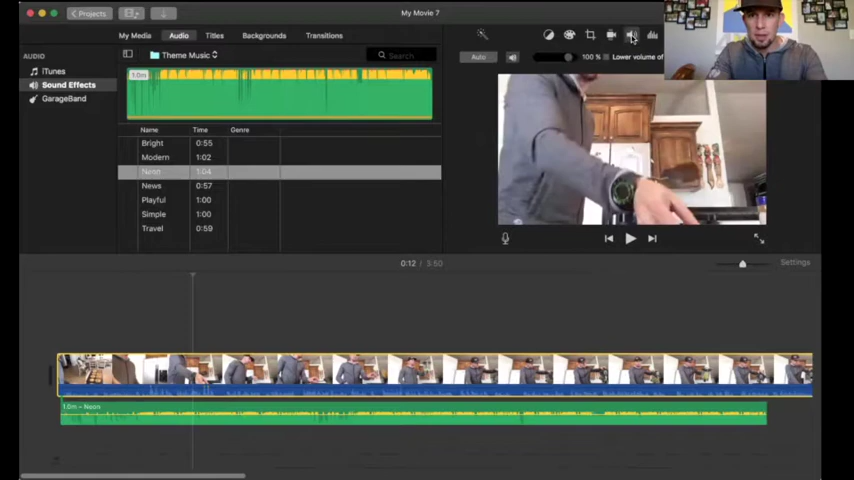 Projects
My Movie 7
My Media Audio Titles Backgrounds Transitions
AUDIO
iTunes
Sound Effects
GarageBand
Theme Music
Search
1.0m
Name Time Genre
Bright 0:55
Modern 1:02
Neon 1:04
News 0:57
Playful 1:00
Simple 1:00
Travel 0:59
Auto 100 % Lower volume of
0:12 / 3:50 Settings
1.0m – Neon